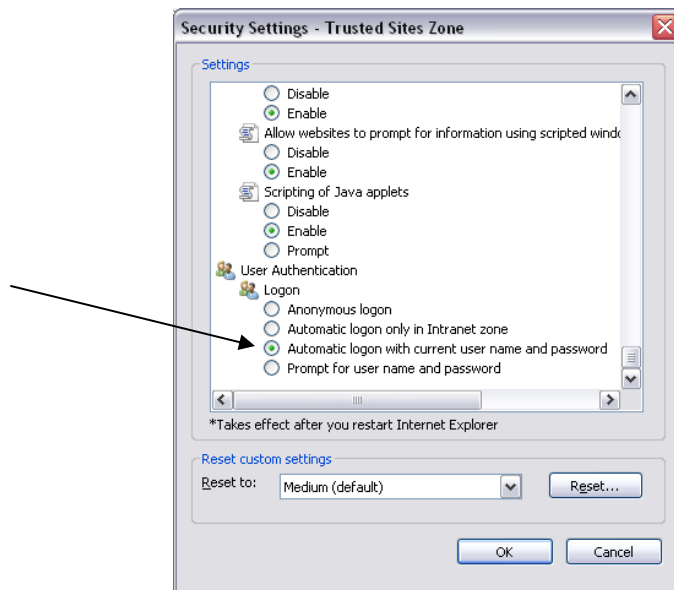 Security Settings - Trusted Sites Zone
Settings
Disable
Enable
Allow websites to prompt for information using scripted
Disable
Enable
Scripting of Java applets
Disable
Enable
Prompt
User Authentication
Logon
Anonymous logon
Automatic logon only in Intranet zone
Automatic logon with current user name and password
Prompt for user name and password
*Takes effect after you restart Internet Explorer
Reset custom settings
Reset to: Medium (default) Reset...
OK Cancel